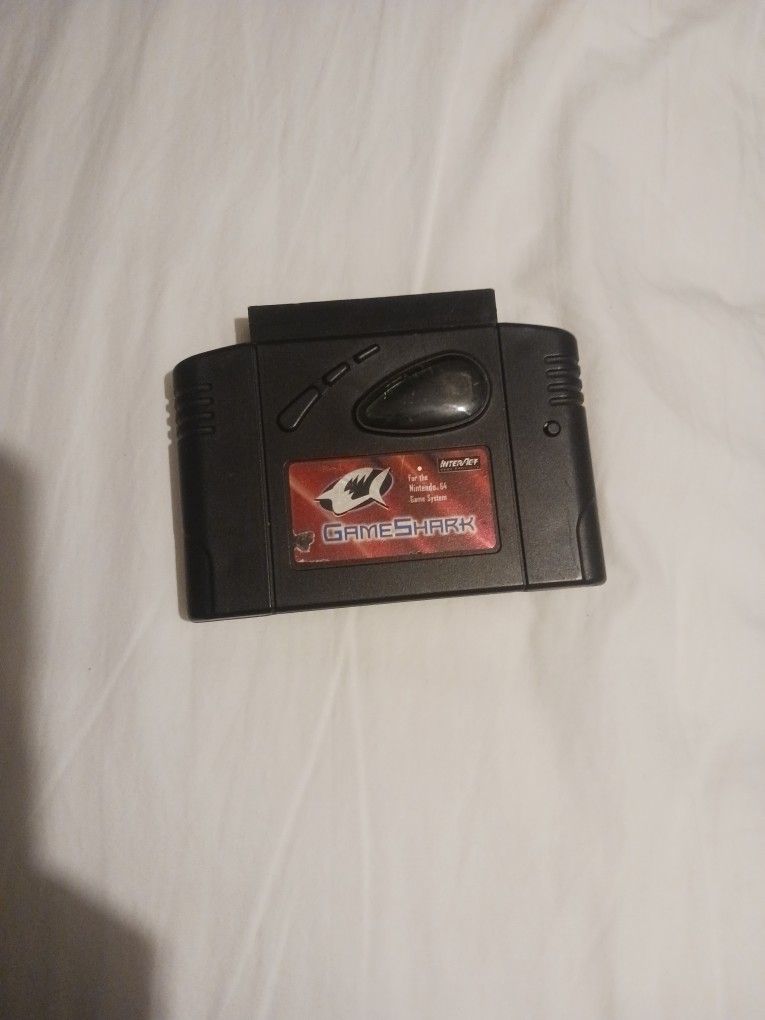 INTERACT
For the
Nintendo® 64
Game System
GAMESHARK